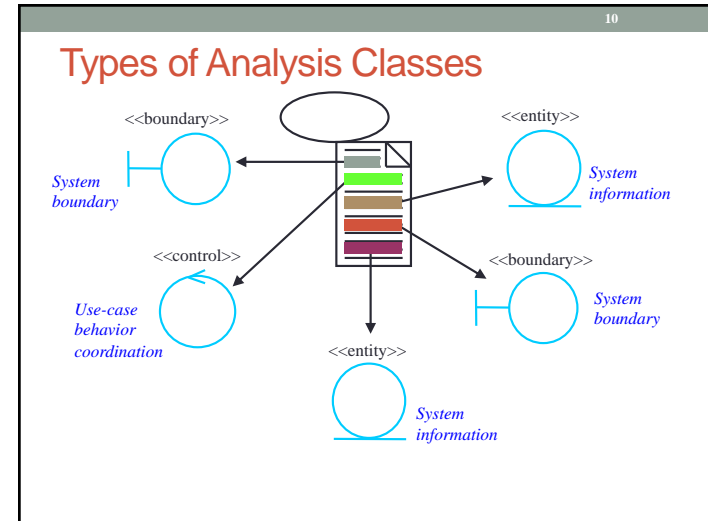 10
Types of Analysis Classes
<<boundary>>
System
boundary
<<entity>>
System
information
<<control>>
Use-case
behavior
coordination
<<boundary>>
System
boundary
<<entity>>
System
information